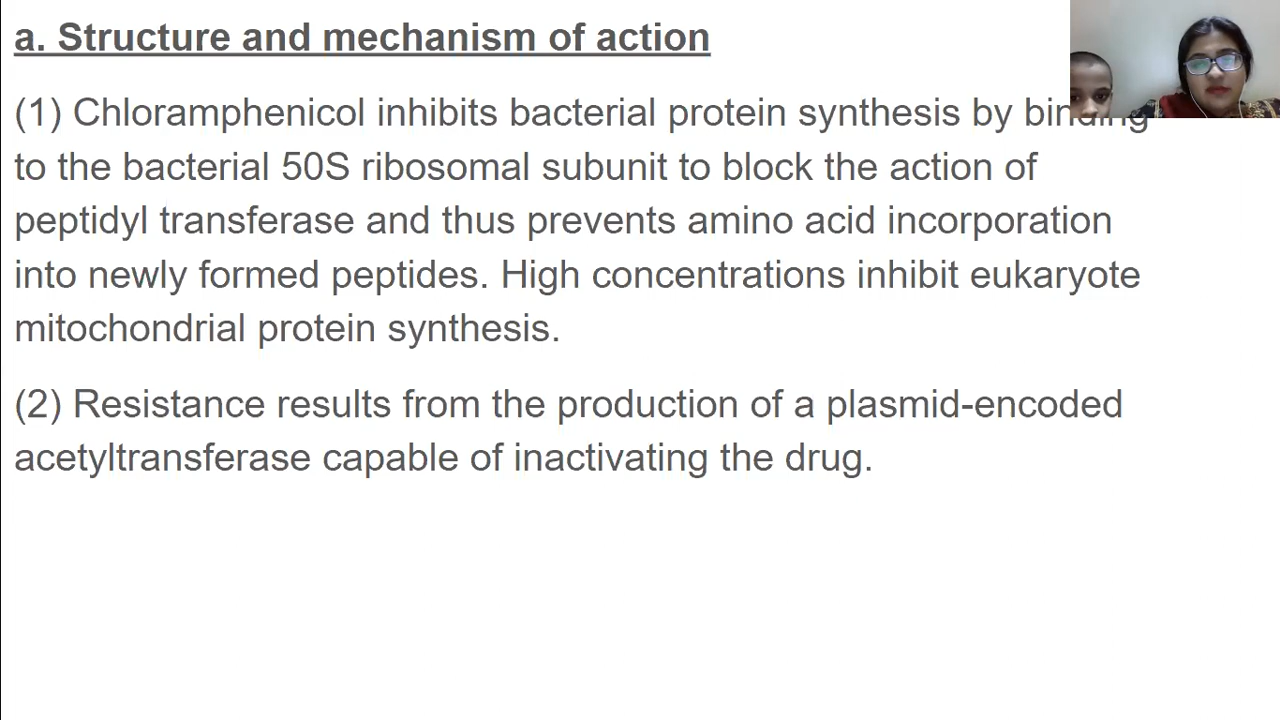 a. Structure and mechanism of action
(1) Chloramphenicol inhibits bacterial protein synthesis by binding
to the bacterial 50S ribosomal subunit to block the action of
peptidyl transferase and thus prevents amino acid incorporation
into newly formed peptides. High concentrations inhibit eukaryote
mitochondrial protein synthesis.
(2) Resistance results from the production of a plasmid-encoded
acetyltransferase capable of inactivating the drug.